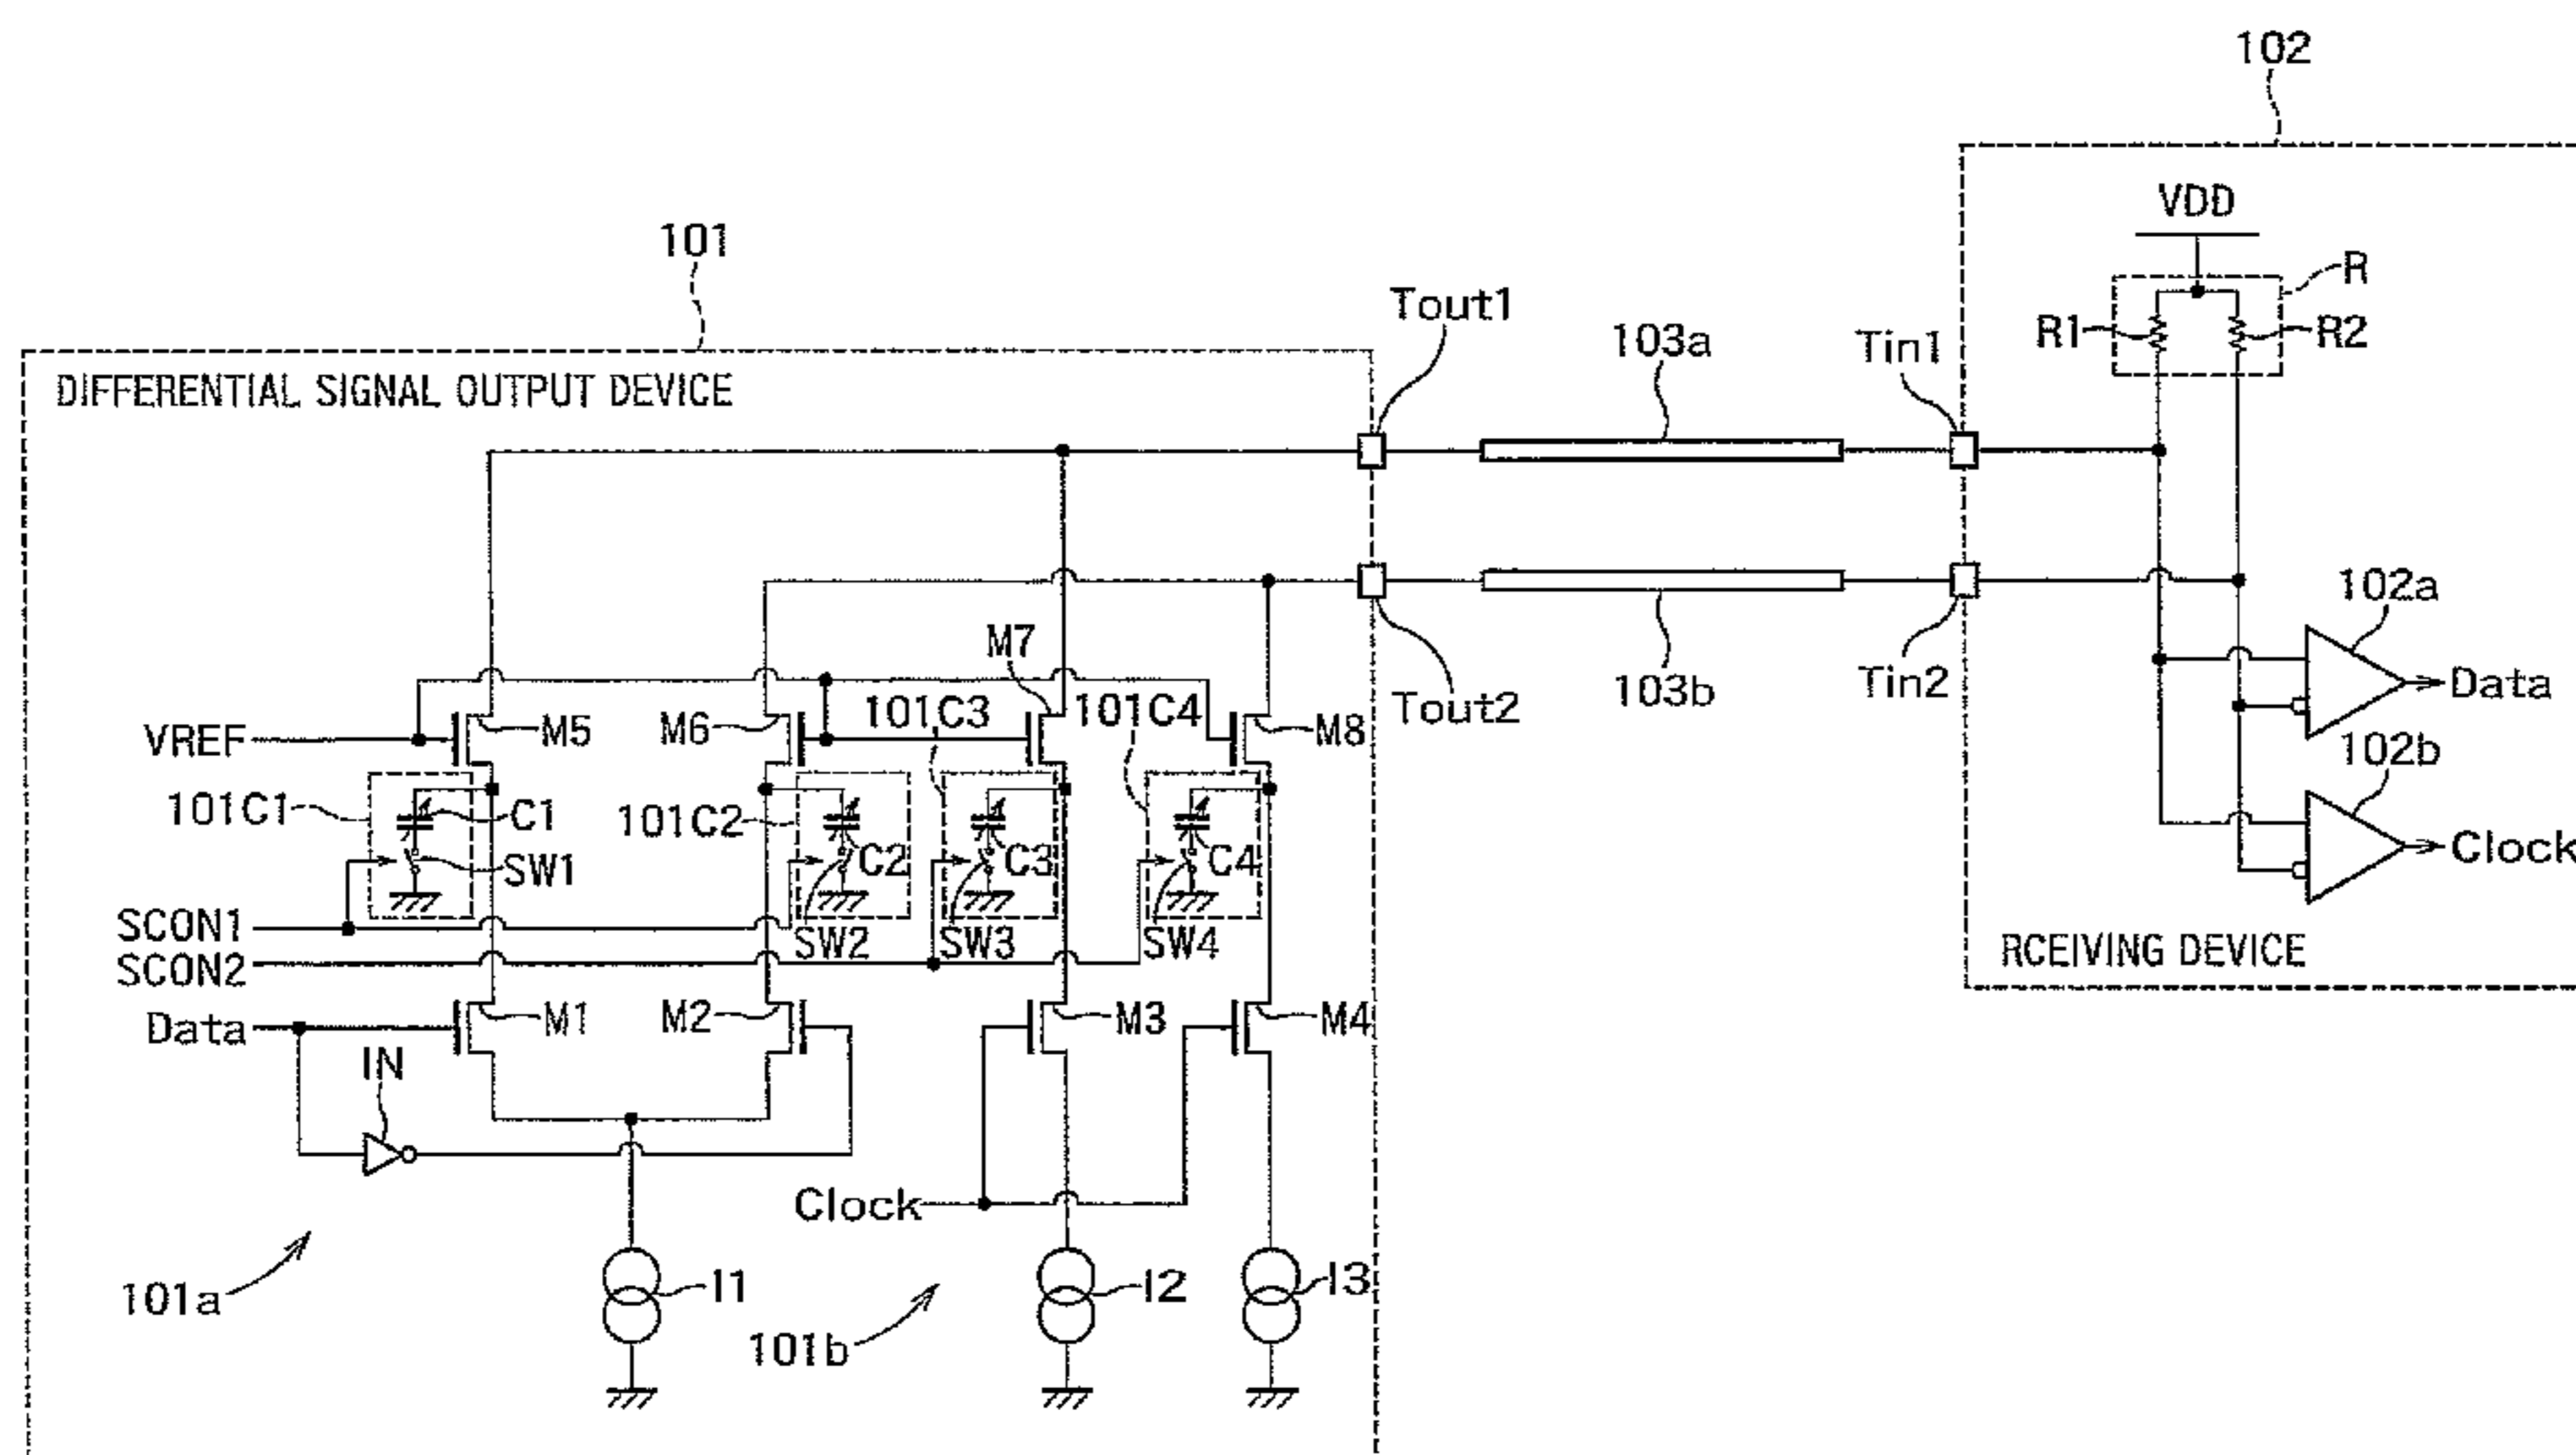 102
VDD
R
R1
R2
101
Tout1
103a
Tin1
DIFFERENTIAL SIGNAL OUTPUT DEVICE
102a
M7
Data
103b
Tin2
Tout2
VREF
M5
M6
101C3
101C4
M8
102b
101C1
C1
101C2
C2
C3
C4
Clock
SW1
SCON1
SW2
SW3
SW4
SCON2
RCEIVING DEVICE
Data
M1
M2
M3
M4
IN
Clock
101a
I1
I2
I3
101b